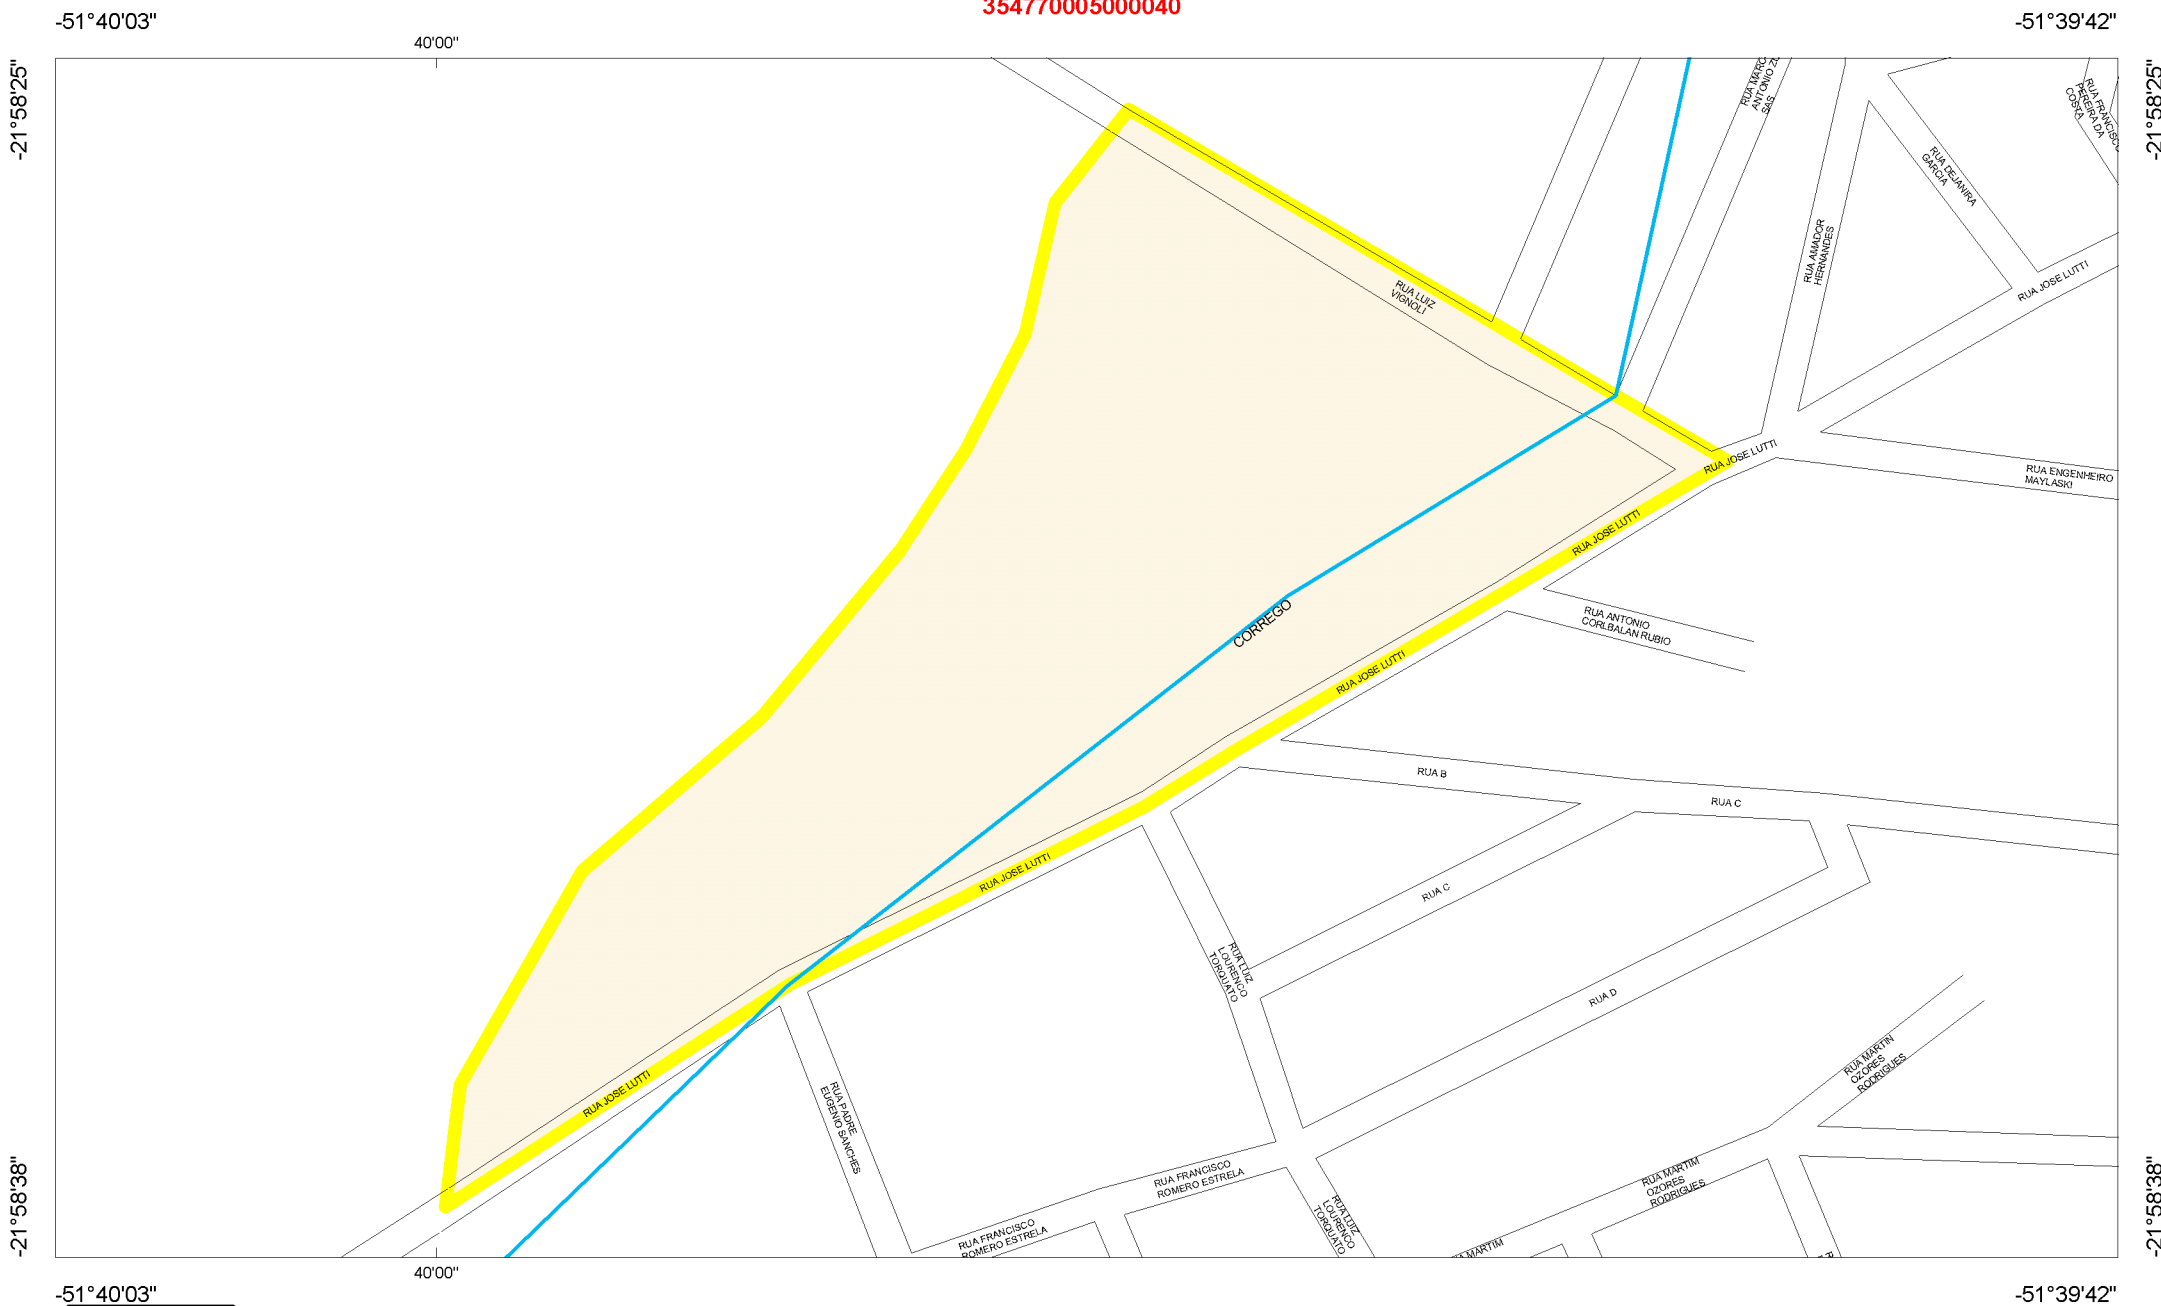 354770005000040
-51°40'03"
-51°39'42"
40'00"
-21°58'25"
-21°58'25"
RUA MARC
ANTONIO ZU
SAS
RUA FRANCISCO
PEREIRA DA
COSTA
RUA DEJANIRA
GARCIA
RUA AMADOR
HERNANDES
RUA JOSE LUTTI
RUA LUIZ
VIGNOLI
RUA JOSE LUTTI
RUA ENGENHEIRO
MAYLASKI
RUA JOSE LUTTI
CORREGO
RUA ANTONIO
CORLBALAN RUBIO
RUA JOSE LUTTI
RUA B
RUA C
RUA JOSE LUTTI
RUA C
RUA LUIZ
LOURENCO
TORQUATO
RUA D
RUA JOSE LUTTI
RUA MARTIN
OZORES
RODRIGUES
RUA PADRE
EUGENIO SANCHES
RUA FRANCISCO
ROMERO ESTRELA
RUA MARTIM
OZORES
RODRIGUES
RUA LUIZ
LOURENCO
TORQUATO
RUA FRANCISCO
ROMERO ESTRELA
A MARTIM
R
-21°58'38"
-21°58'38"
40'00"
-51°40'03"
-51°39'42"